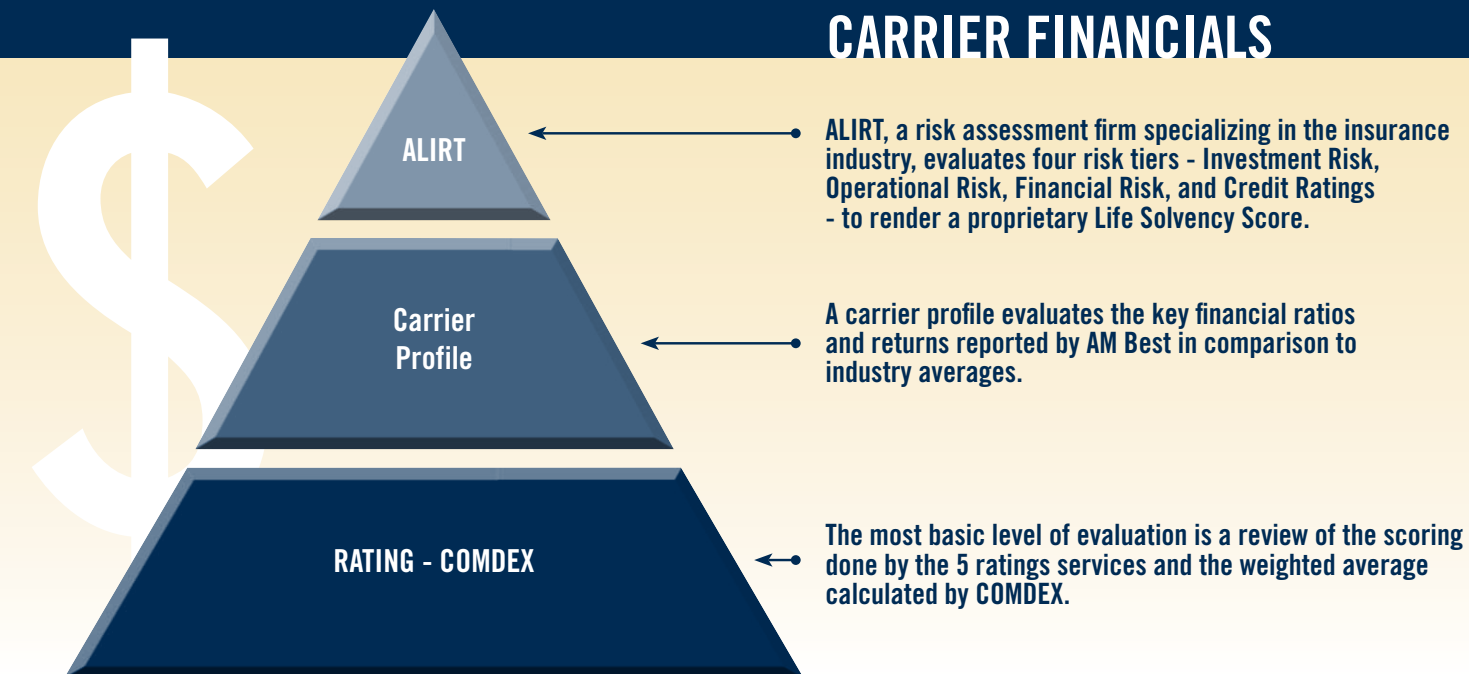 CARRIER FINANCIALS
ALIRT
ALIRT, a risk assessment firm specializing in the insurance
industry, evaluates four risk tiers - Investment Risk,
Operational Risk, Financial Risk, and Credit Ratings
- to render a proprietary Life Solvency Score.
Carrier
Profile
A carrier profile evaluates the key financial ratios
and returns reported by AM Best in comparison to
industry averages.
RATING - COMDEX
The most basic level of evaluation is a review of the scoring
done by the 5 ratings services and the weighted average
calculated by COMDEX.
$